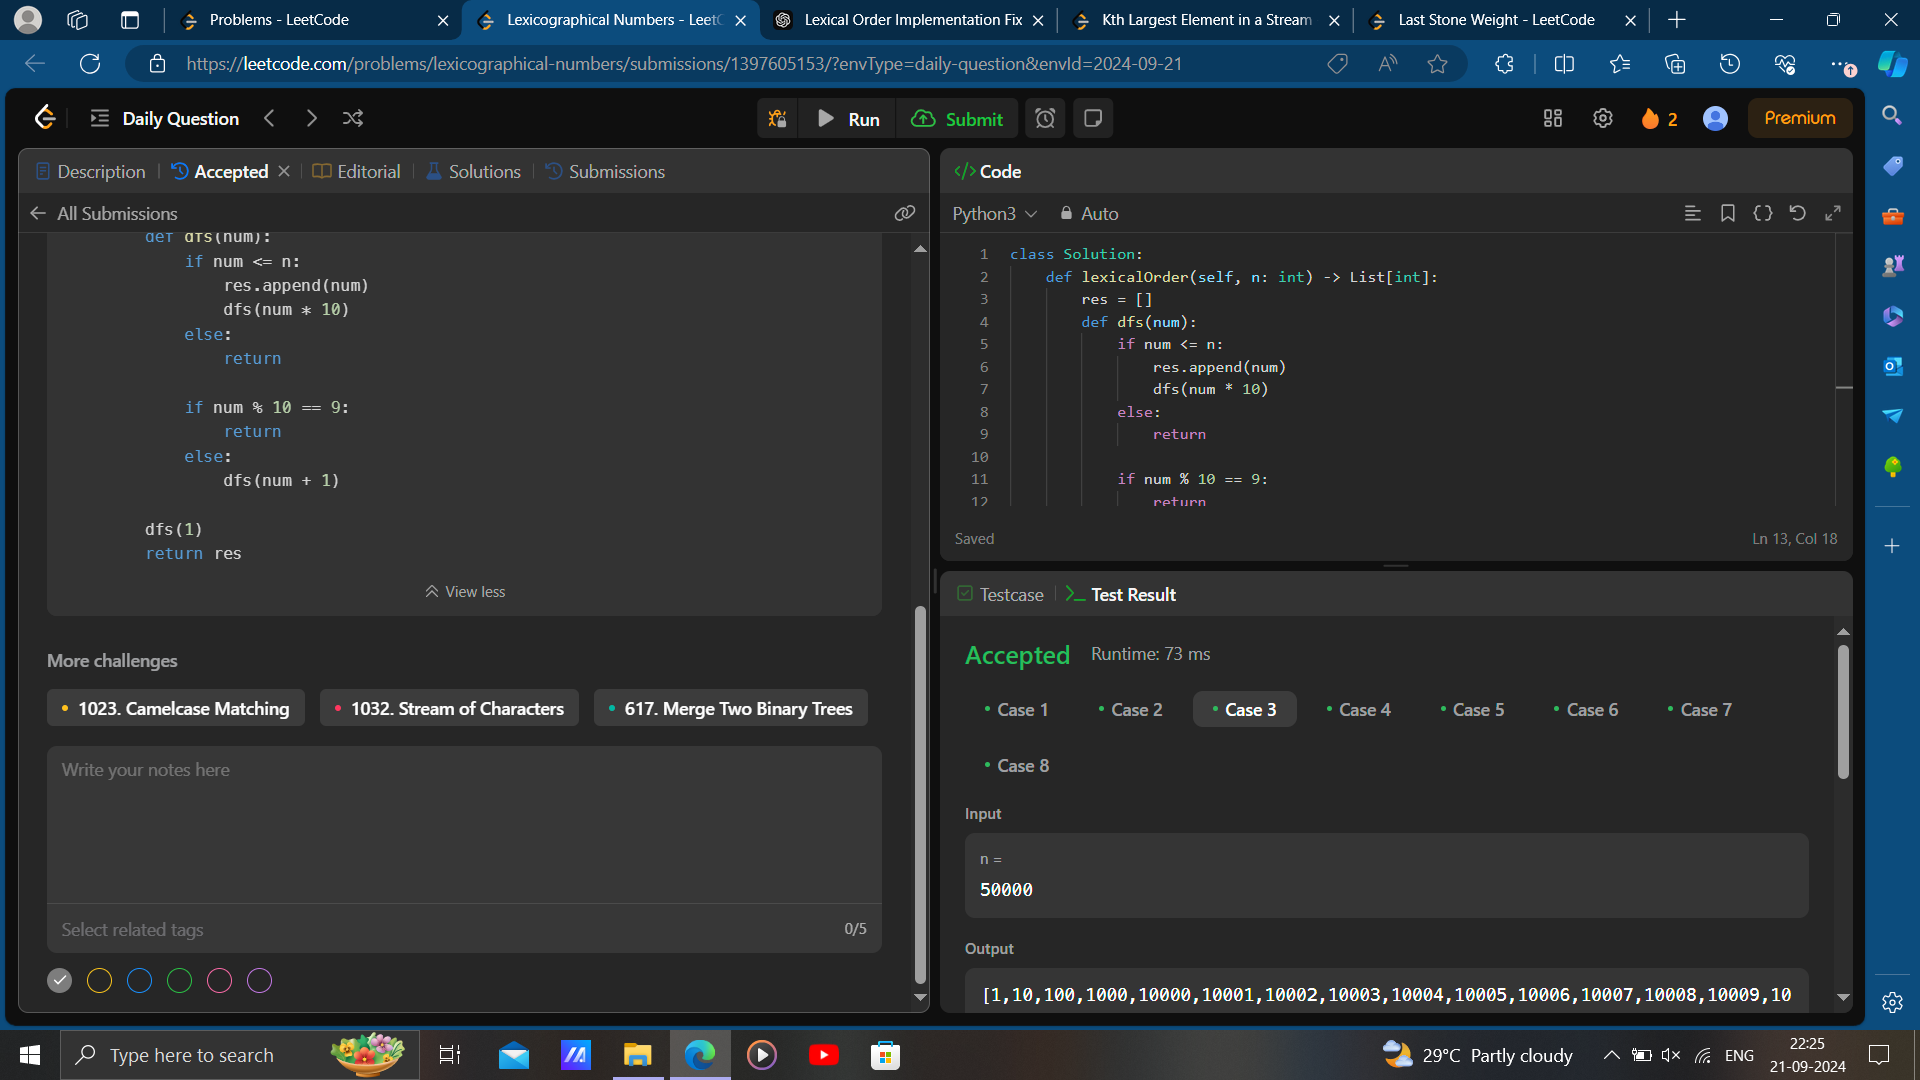 Problems - LeetCode
Lexicographical Numbers - LeetC
Lexical Order Implementation Fix
Kth Largest Element in a Stream
Last Stone Weight - LeetCode
https://leetcode.com/problems/lexicographical-numbers/submissions/1397605153/?envType=daily-question&envId=2024-09-21
Daily Question
Run
Submit
2
Premium
Description
Accepted
Editorial
Solutions
Submissions
All Submissions
def dfs(num):
if num <= n:
res.append(num)
dfs(num * 10)
else:
return
if num % 10 == 9:
return
else:
dfs(num + 1)
dfs(1)
return res
View less
More challenges
1023. Camelcase Matching
1032. Stream of Characters
617. Merge Two Binary Trees
Write your notes here
Select related tags
0/5
</> Code
Python3
Auto
1 class Solution:
2 def lexicalOrder(self, n: int) -> List[int]:
3 res = []
4 def dfs(num):
5 if num <= n:
6 res.append(num)
7 dfs(num * 10)
8 else:
9 return
10
11 if num % 10 == 9:
12 return
Saved
Ln 13, Col 18
Testcase
Test Result
Accepted
Runtime: 73 ms
Case 1
Case 2
Case 3
Case 4
Case 5
Case 6
Case 7
Case 8
Input
n =
50000
Output
[1,10,100,1000,10000,10001,10002,10003,10004,10005,10006,10007,10008,10009,10
Type here to search
29°C Partly cloudy
ENG
22:25
21-09-2024